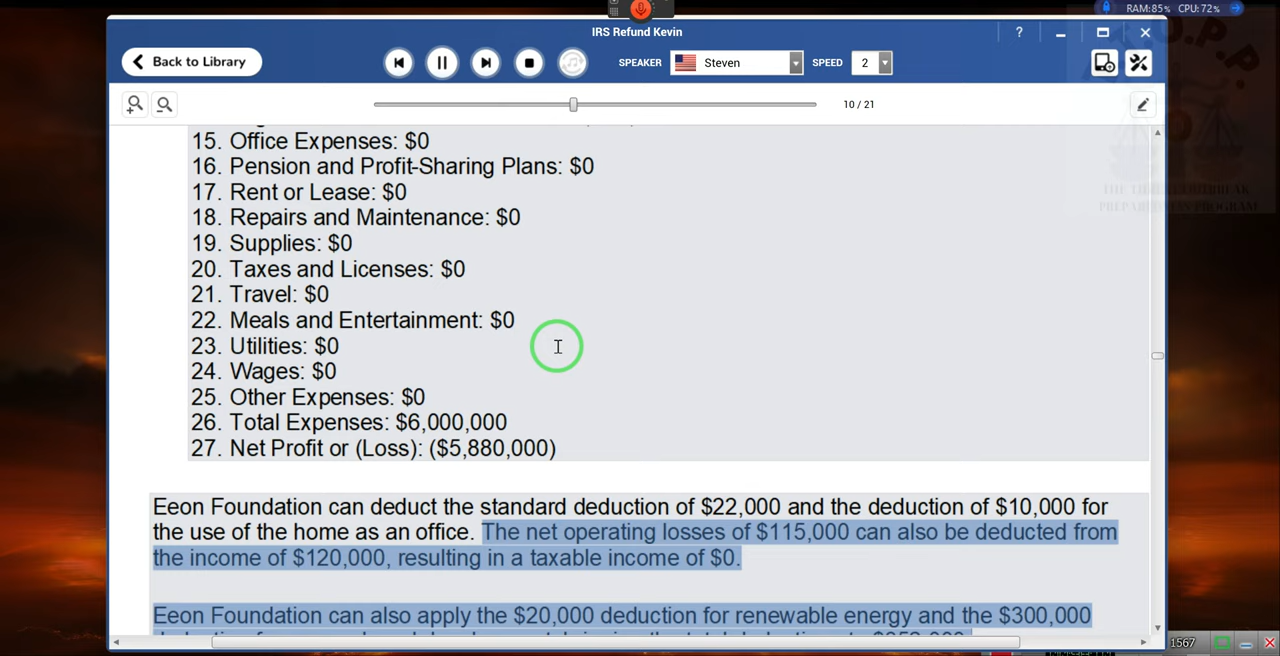 RAM:85% CPU:72%
IRS Refund Kevin
Back to Library
SPEAKER Steven SPEED 2
10 / 21
15. Office Expenses: $0
16. Pension and Profit-Sharing Plans: $0
17. Rent or Lease: $0
18. Repairs and Maintenance: $0
19. Supplies: $0
20. Taxes and Licenses: $0
21. Travel: $0
22. Meals and Entertainment: $0
23. Utilities: $0
24. Wages: $0
25. Other Expenses: $0
26. Total Expenses: $6,000,000
27. Net Profit or (Loss): ($5,880,000)
Eeon Foundation can deduct the standard deduction of $22,000 and the deduction of $10,000 for
the use of the home as an office. The net operating losses of $115,000 can also be deducted from
the income of $120,000, resulting in a taxable income of $0.
Eeon Foundation can also apply the $20,000 deduction for renewable energy and the $300,000
1567